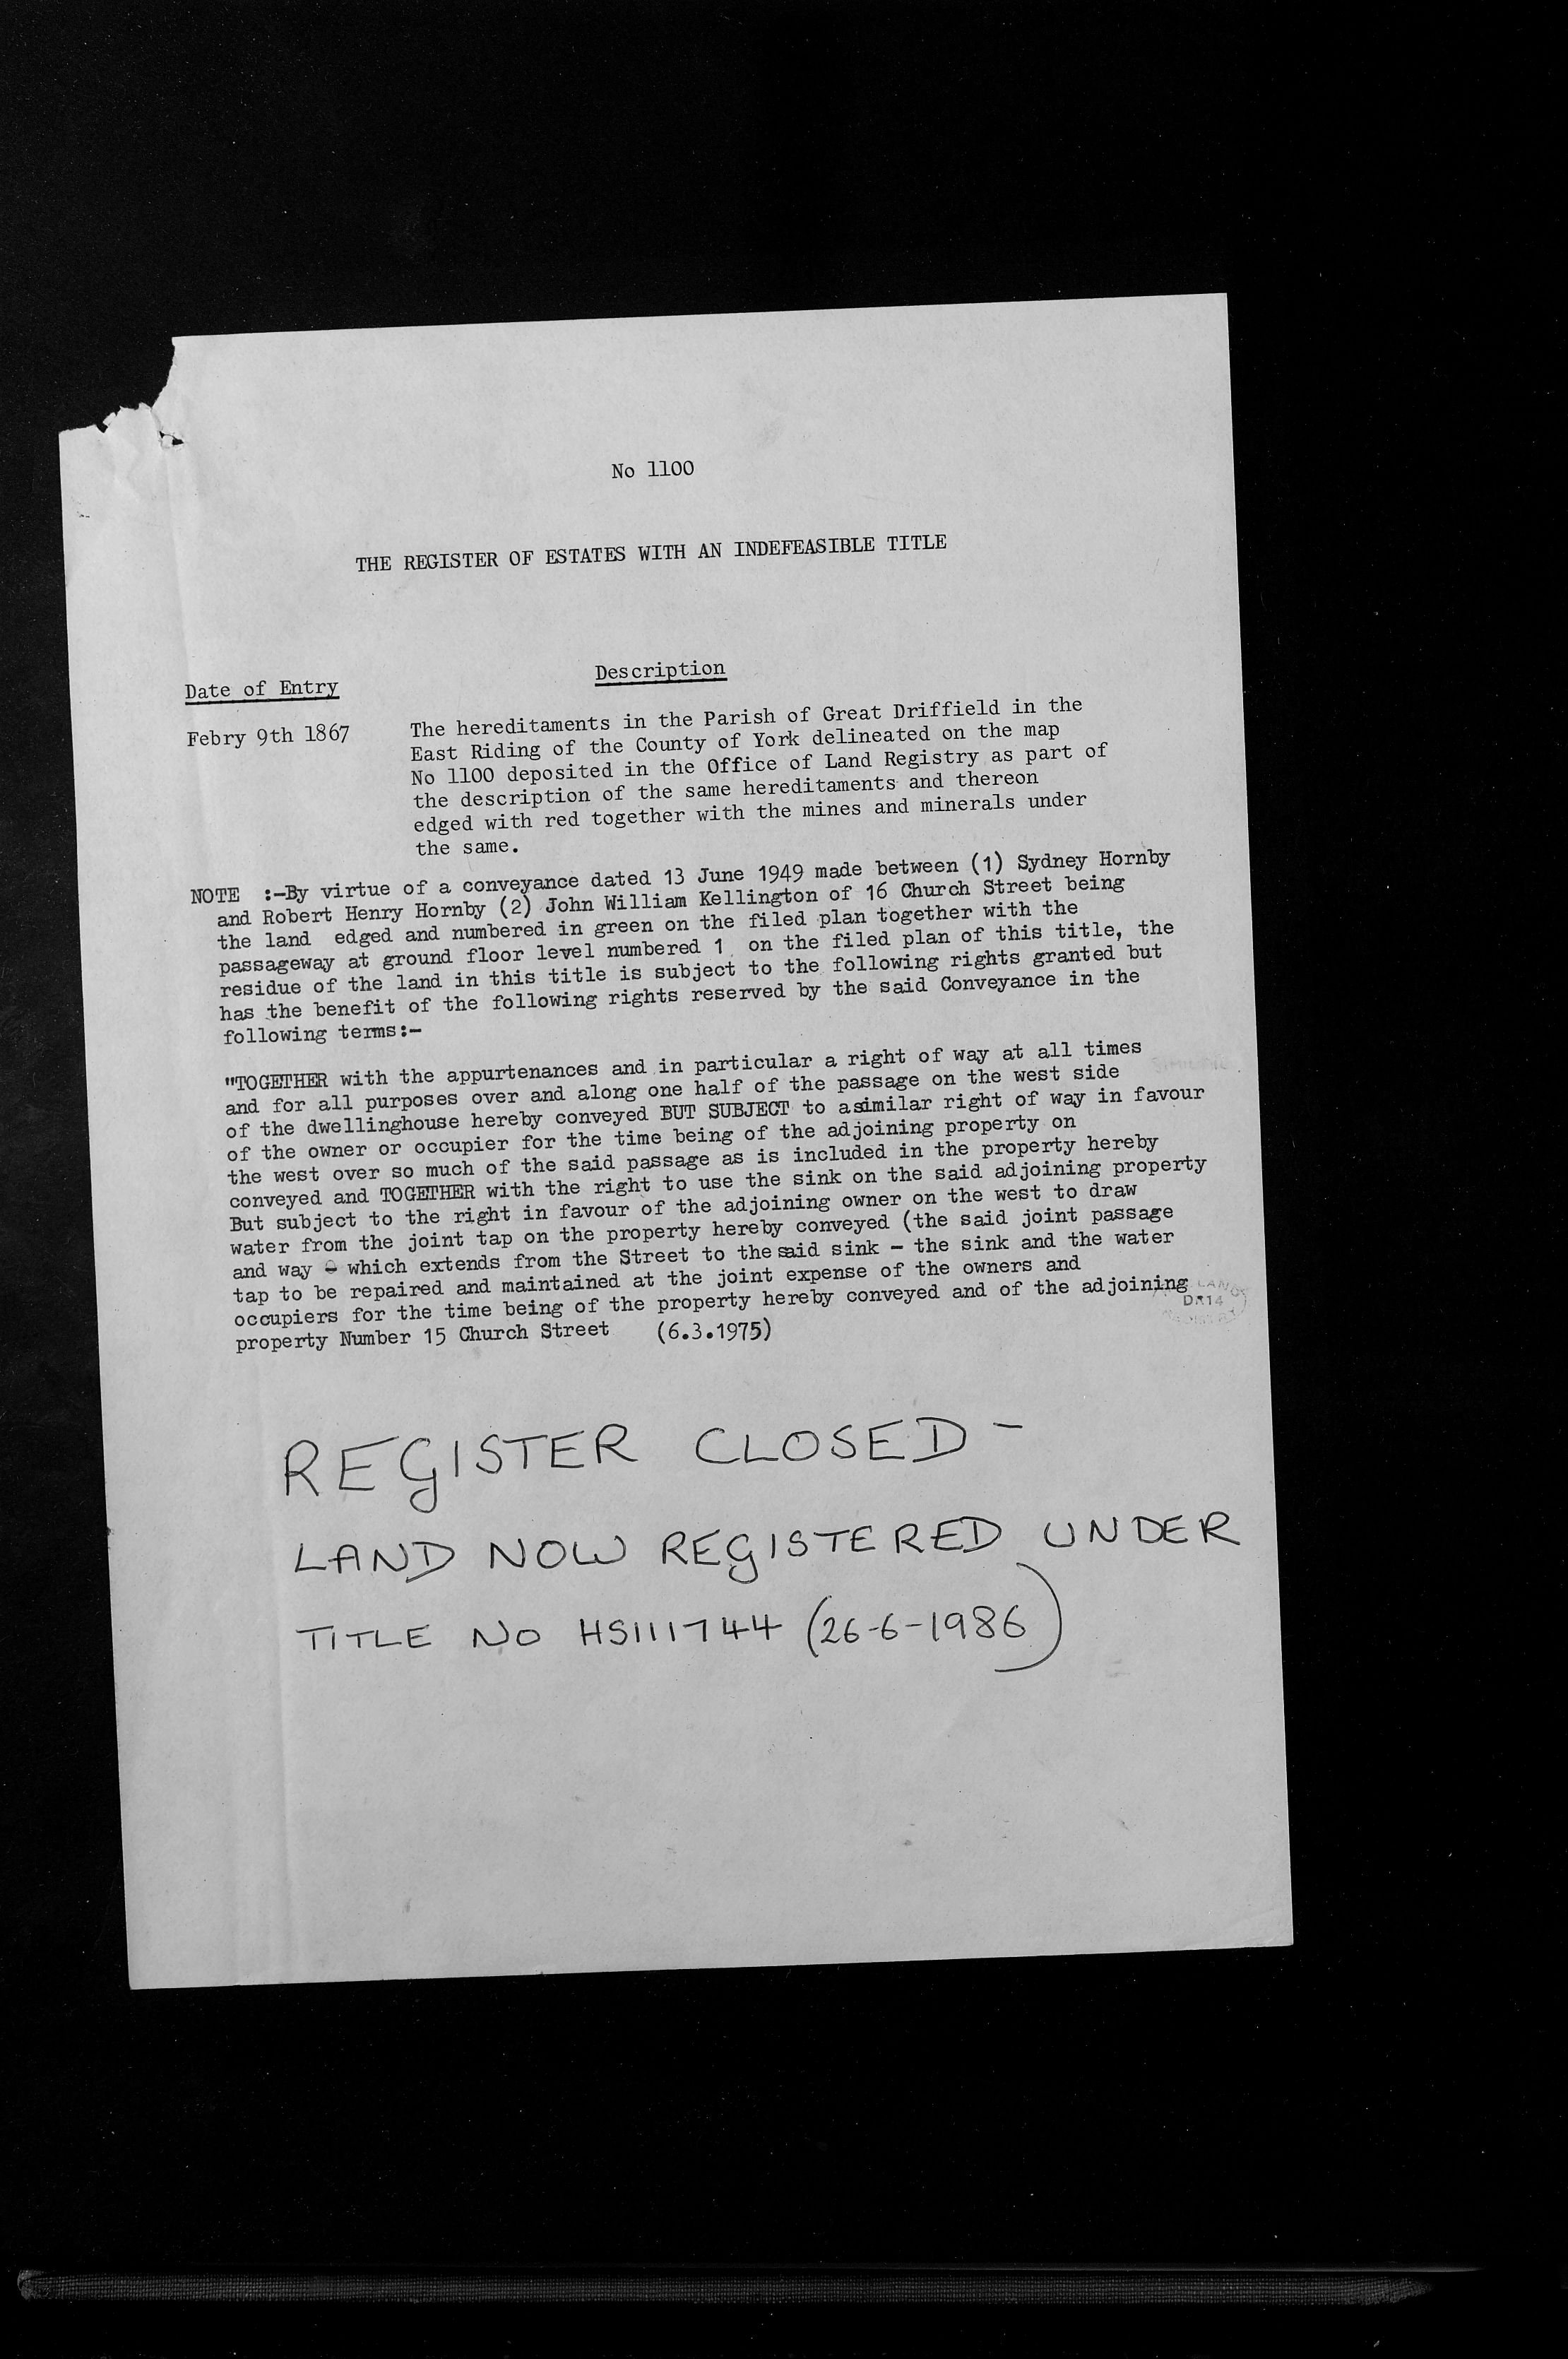 No 1100
THE REGISTER OF ESTATES WITH AN INDEFEASIBLE TITLE
Date of Entry
Description
Febry 9th 1867
The hereditaments in the Parish of Great Driffield in the
East Riding of the County of York delineated on the map
No 1100 deposited in the Office of Land Registry as part of
the description of the same hereditaments and thereon
edged with red together with the mines and minerals under
the same.
NOTE :-By virtue of a conveyance dated 13 June 1949 made between (1) Sydney Hornby
and Robert Henry Hornby (2) John William Kellington of 16 Church Street being
the land edged and numbered in green on the filed plan together with the
passageway at ground floor level numbered 1 on the filed plan of this title, the
residue of the land in this title is subject to the following rights granted but
has the benefit of the following rights reserved by the said Conveyance in the
following terms:-
"TOGETHER with the appurtenances and in particular a right of way at all times
and for all purposes over and along one half of the passage on the west side
of the dwellinghouse hereby conveyed BUT SUBJECT to asimilar right of way in favour
of the owner or occupier for the time being of the adjoining property on
the west over so much of the said passage as is included in the property hereby
conveyed and TOGETHER with the right to use the sink on the said adjoining property
But subject to the right in favour of the adjoining owner on the west to draw
water from the joint tap on the property hereby conveyed (the said joint passage
and way - which extends from the Street to the said sink - the sink and the water
tap to be repaired and maintained at the joint expense of the owners and
occupiers for the time being of the property hereby conveyed and of the adjoining
property Number 15 Church Street (6.3.1975)
DR14
REGISTER CLOSED -
LAND NOW REGISTERED UNDER
TITLE NO HS111744 (26-6-1986)